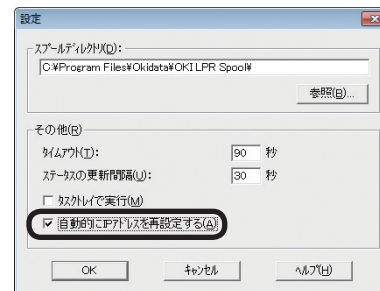 設定
スプールディレクトリ(D):
C:¥Program Files¥Okidata¥OKI LPR Spool¥
参照(B)...
その他(R)
タイムアウト(T): 90 秒
ステータスの更新間隔(U): 30 秒
タスクトレイで実行(M)
自動的にIPアドレスを再設定する(A)
OK キャンセル ヘルプ(H)